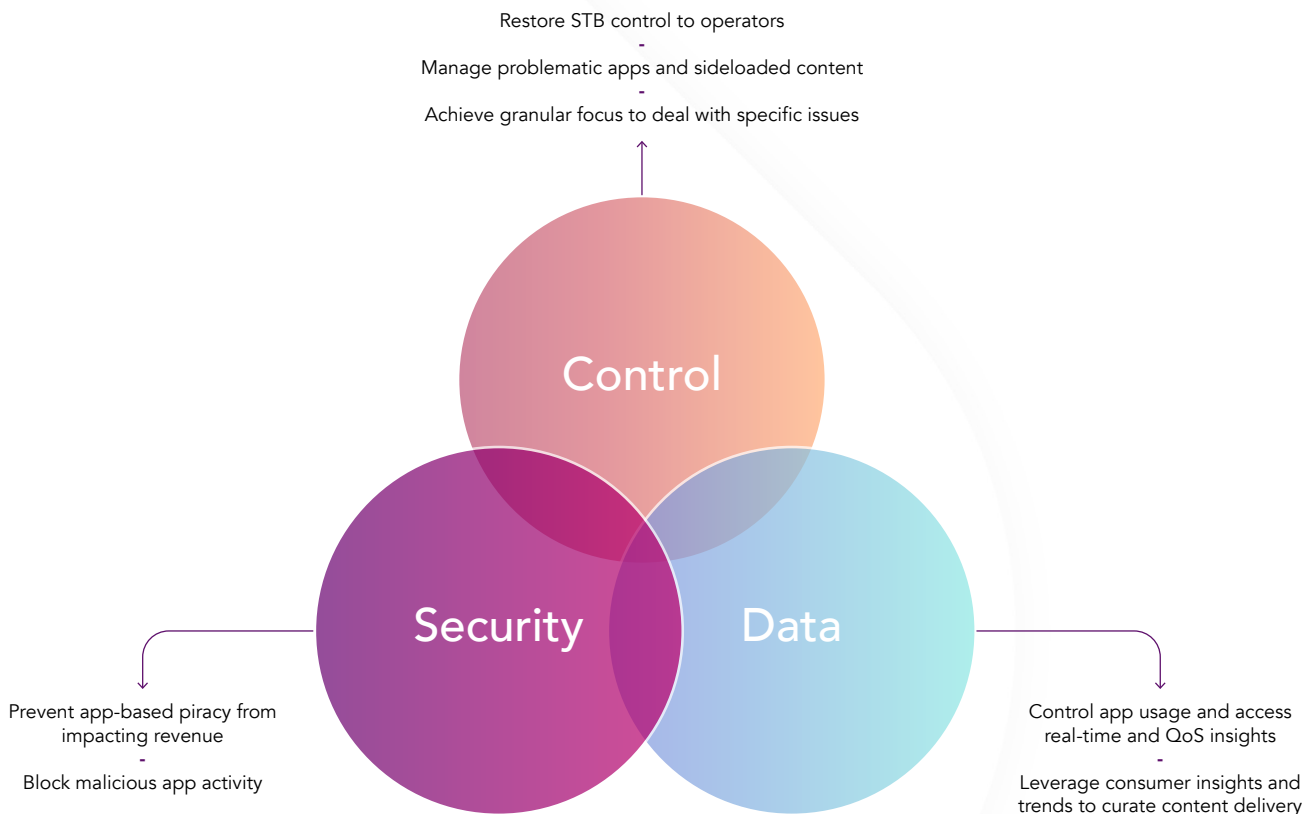 Restore STB control to operators
-
Manage problematic apps and sideloaded content
-
Achieve granular focus to deal with specific issues
Control
Security
Data
Prevent app-based piracy from
impacting revenue
-
Block malicious app activity
Control app usage and access
real-time and QoS insights
-
Leverage consumer insights and
trends to curate content delivery